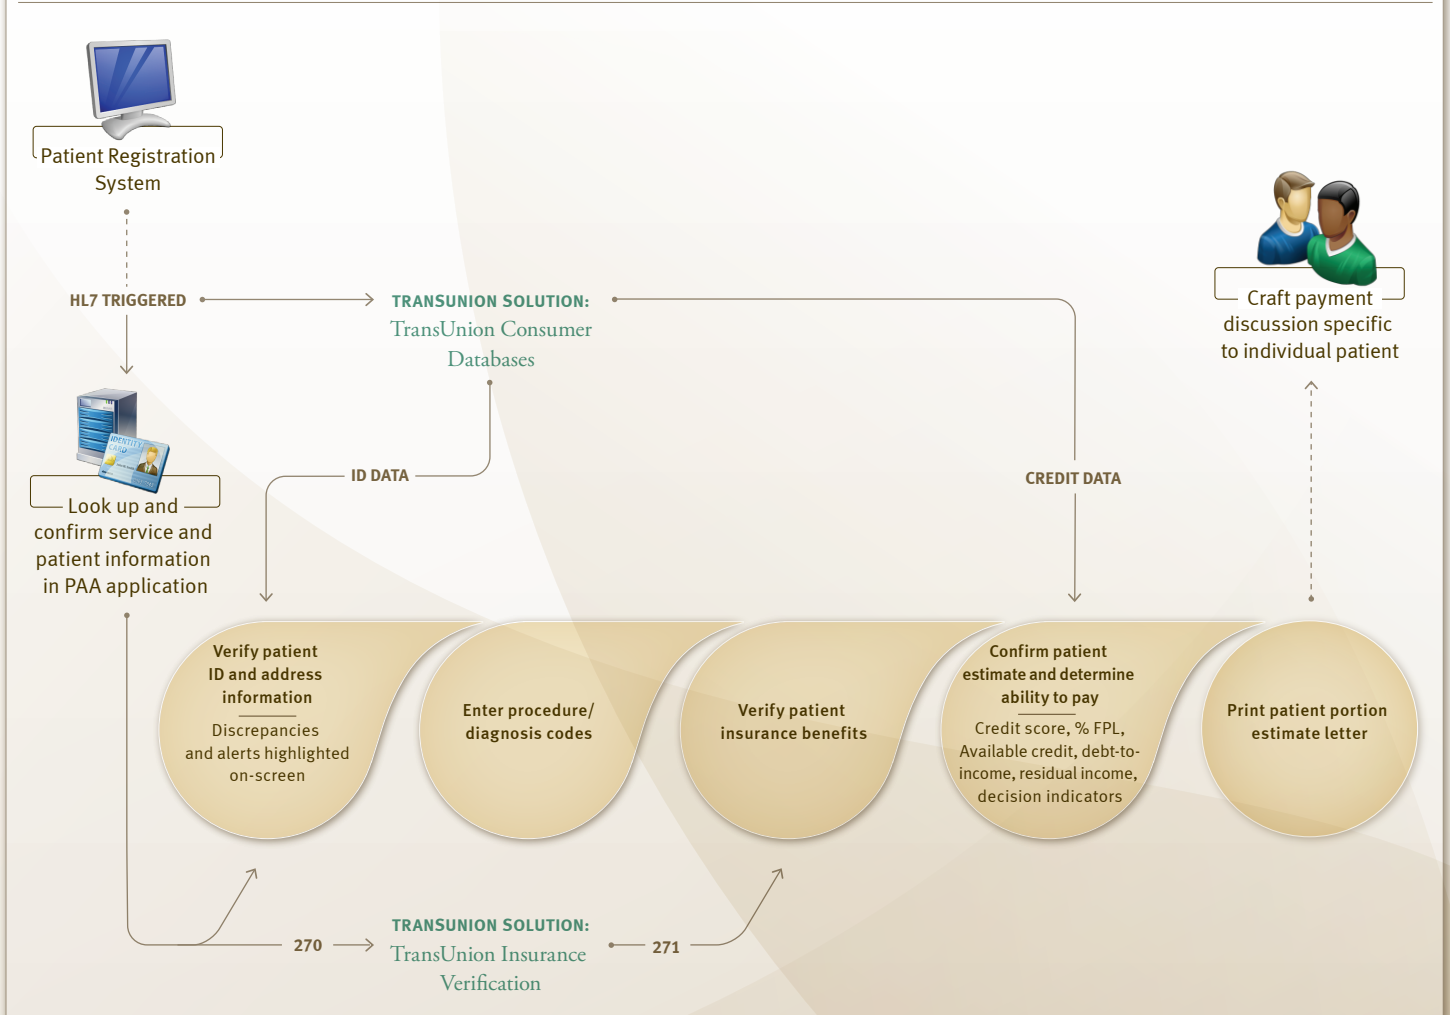 Patient Registration
System
HL7 TRIGGERED
TRANSUNION SOLUTION:
TransUnion Consumer
Databases
Craft payment
discussion specific
to individual patient
IDENTITY
CARD
ID DATA
CREDIT DATA
Look up and
confirm service and
patient information
in PAA application
Verify patient
ID and address
information
Discrepancies
and alerts highlighted
on-screen
Enter procedure/
diagnosis codes
Verify patient
insurance benefits
Confirm patient
estimate and determine
ability to pay
Credit score, % FPL,
Available credit, debt-to-
income, residual income,
decision indicators
Print patient portion
estimate letter
270
TRANSUNION SOLUTION:
TransUnion Insurance
Verification
271